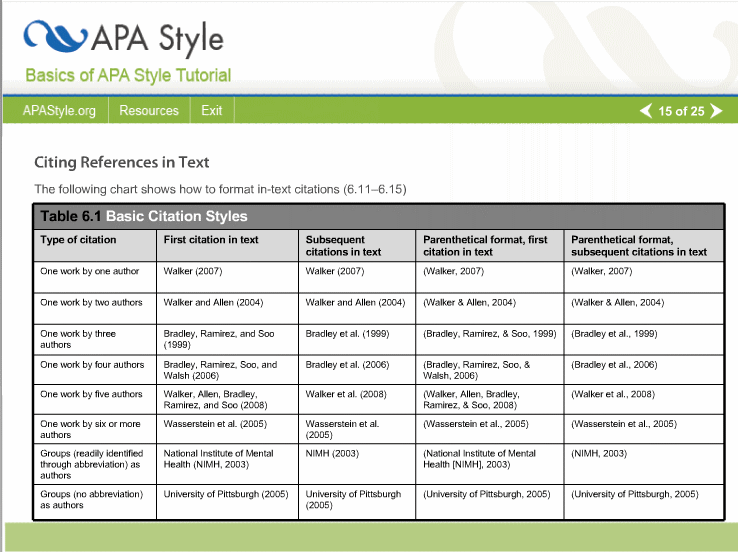 APA Style
Basics of APA Style Tutorial
APAStyle.org Resources Exit 15 of 25
Citing References in Text
The following chart shows how to format in-text citations (6.11–6.15)
Table 6.1 Basic Citation Styles
Type of citation First citation in text Subsequent citations in text Parenthetical format, first citation in text Parenthetical format, subsequent citations in text
One work by one author Walker (2007) Walker (2007) (Walker, 2007) (Walker, 2007)
One work by two authors Walker and Allen (2004) Walker and Allen (2004) (Walker & Allen, 2004) (Walker & Allen, 2004)
One work by three authors Bradley, Ramirez, and Soo (1999) Bradley et al. (1999) (Bradley, Ramirez, & Soo, 1999) (Bradley et al., 1999)
One work by four authors Bradley, Ramirez, Soo, and Walsh (2006) Bradley et al. (2006) (Bradley, Ramirez, Soo, & Walsh, 2006) (Bradley et al., 2006)
One work by five authors Walker, Allen, Bradley, Ramirez, and Soo (2008) Walker et al. (2008) (Walker, Allen, Bradley, Ramirez, & Soo, 2008) (Walker et al., 2008)
One work by six or more authors Wasserstein et al. (2005) Wasserstein et al. (2005) (Wasserstein et al., 2005) (Wasserstein et al., 2005)
Groups (readily identified through abbreviation) as authors National Institute of Mental Health (NIMH, 2003) NIMH (2003) (National Institute of Mental Health [NIMH], 2003) (NIMH, 2003)
Groups (no abbreviation) as authors University of Pittsburgh (2005) University of Pittsburgh (2005) (University of Pittsburgh, 2005) (University of Pittsburgh, 2005)